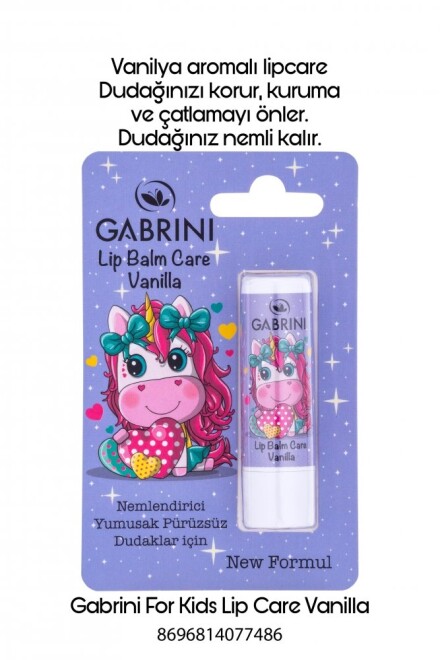 Vanilya aromalı lipcare
Dudağınızı korur, kuruma
ve çatlamayı önler.
Dudağınız nemli kalır.
GABRINI
Lip Balm Care
Vanilla
GABRINI
Lip Balm Care
Vanilla
Nemlendirici
Yumusak Pürüzsüz
Dudaklar için
New Formul
Gabrini For Kids Lip Care Vanilla
8696814077486